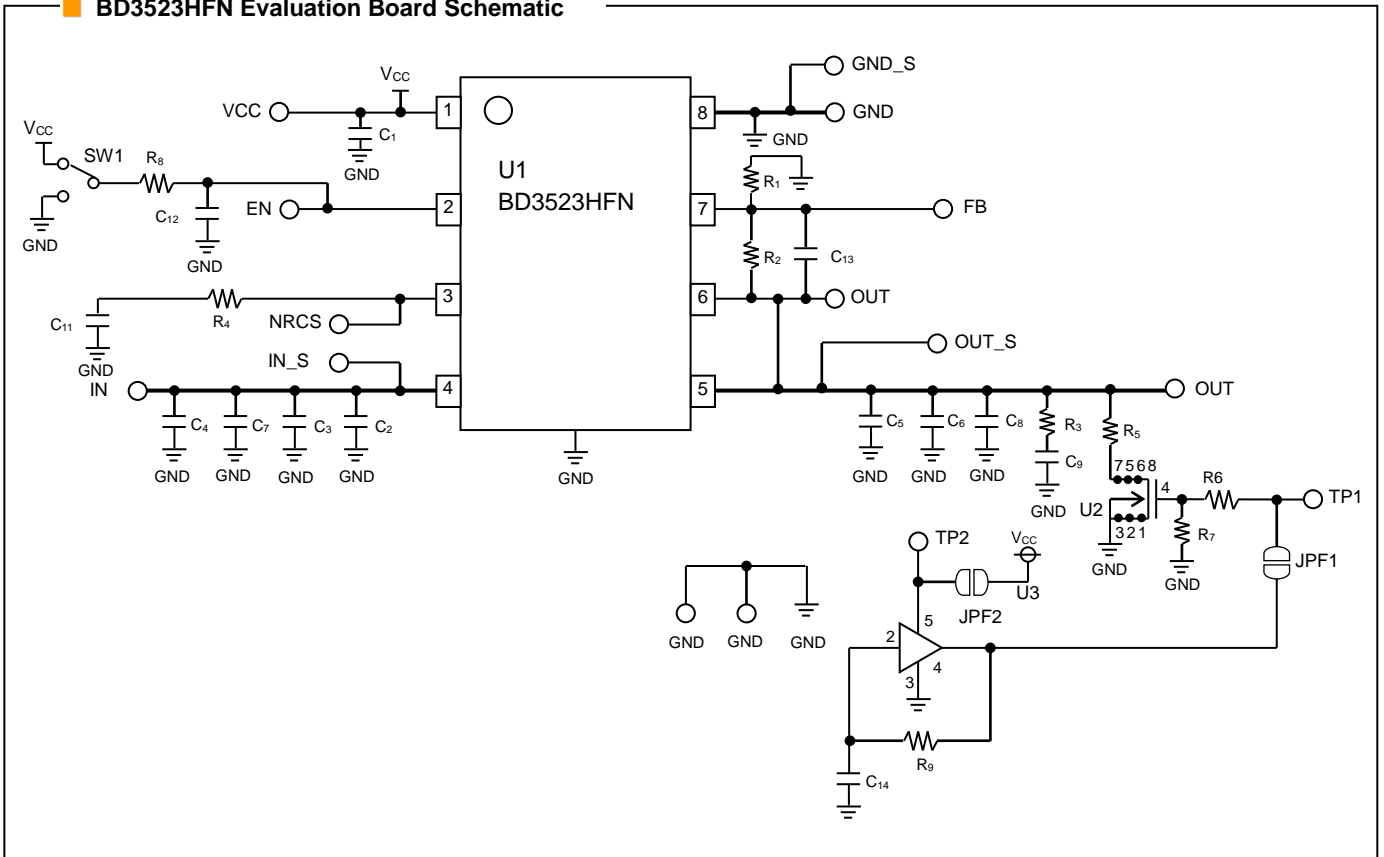 BD3523HFN Evaluation Board Schematic
GND_S
VCC
VCC
1
8
GND
C1
GND
GND
VCC
SW1
R8
U1
BD3523HFN
R1
EN
2
7
FB
C12
GND
GND
R2
C13
3
6
OUT
C11
R4
NRCS
GND
IN_S
OUT_S
IN
4
5
OUT
C4
C7
C3
C2
C5
C6
C8
R3
R5
GND
GND
GND
GND
GND
GND
GND
GND
C9
7568
R6
4
TP1
U2
GND
321
R7
GND
GND
JPF1
TP2
VCC
U3
JPF2
5
GND
GND
GND
2
4
3
R9
C14